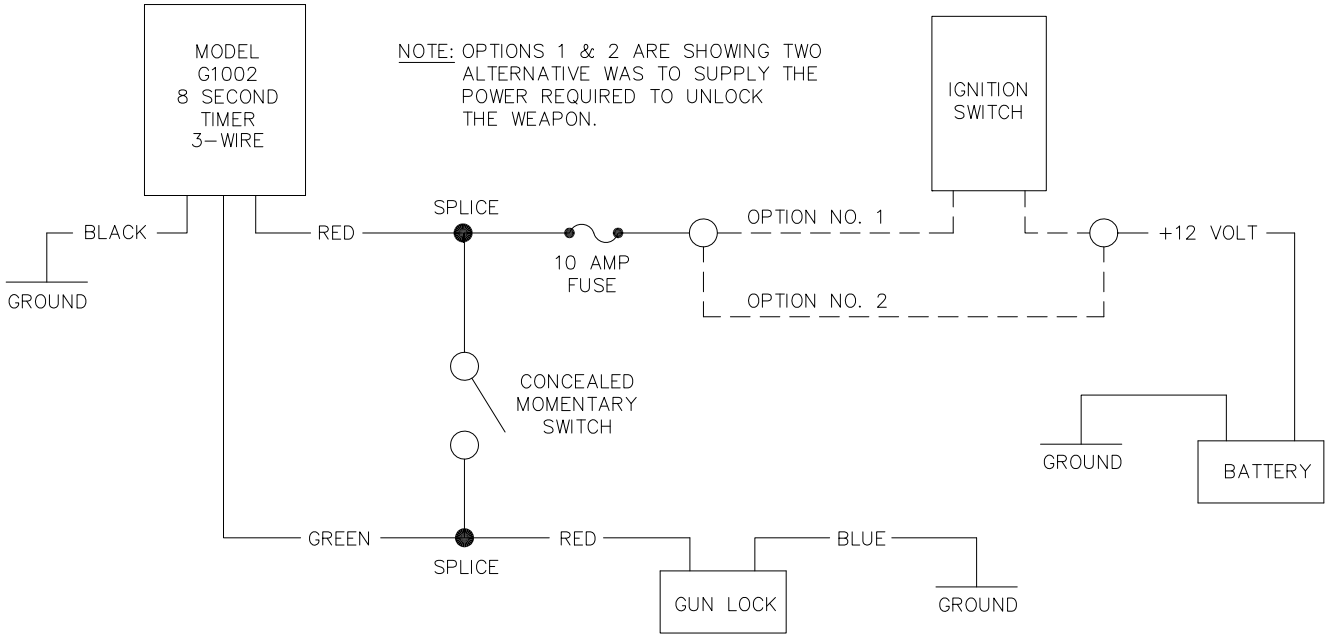 MODEL
G1002
8 SECOND
TIMER
3-WIRE
NOTE: OPTIONS 1 & 2 ARE SHOWING TWO
ALTERNATIVE WAS TO SUPPLY THE
POWER REQUIRED TO UNLOCK
THE WEAPON.
IGNITION
SWITCH
BLACK
GROUND
RED
SPLICE
10 AMP
FUSE
OPTION NO. 1
+12 VOLT
OPTION NO. 2
CONCEALED
MOMENTARY
SWITCH
GROUND
BATTERY
GREEN
SPLICE
RED
BLUE
GUN LOCK
GROUND